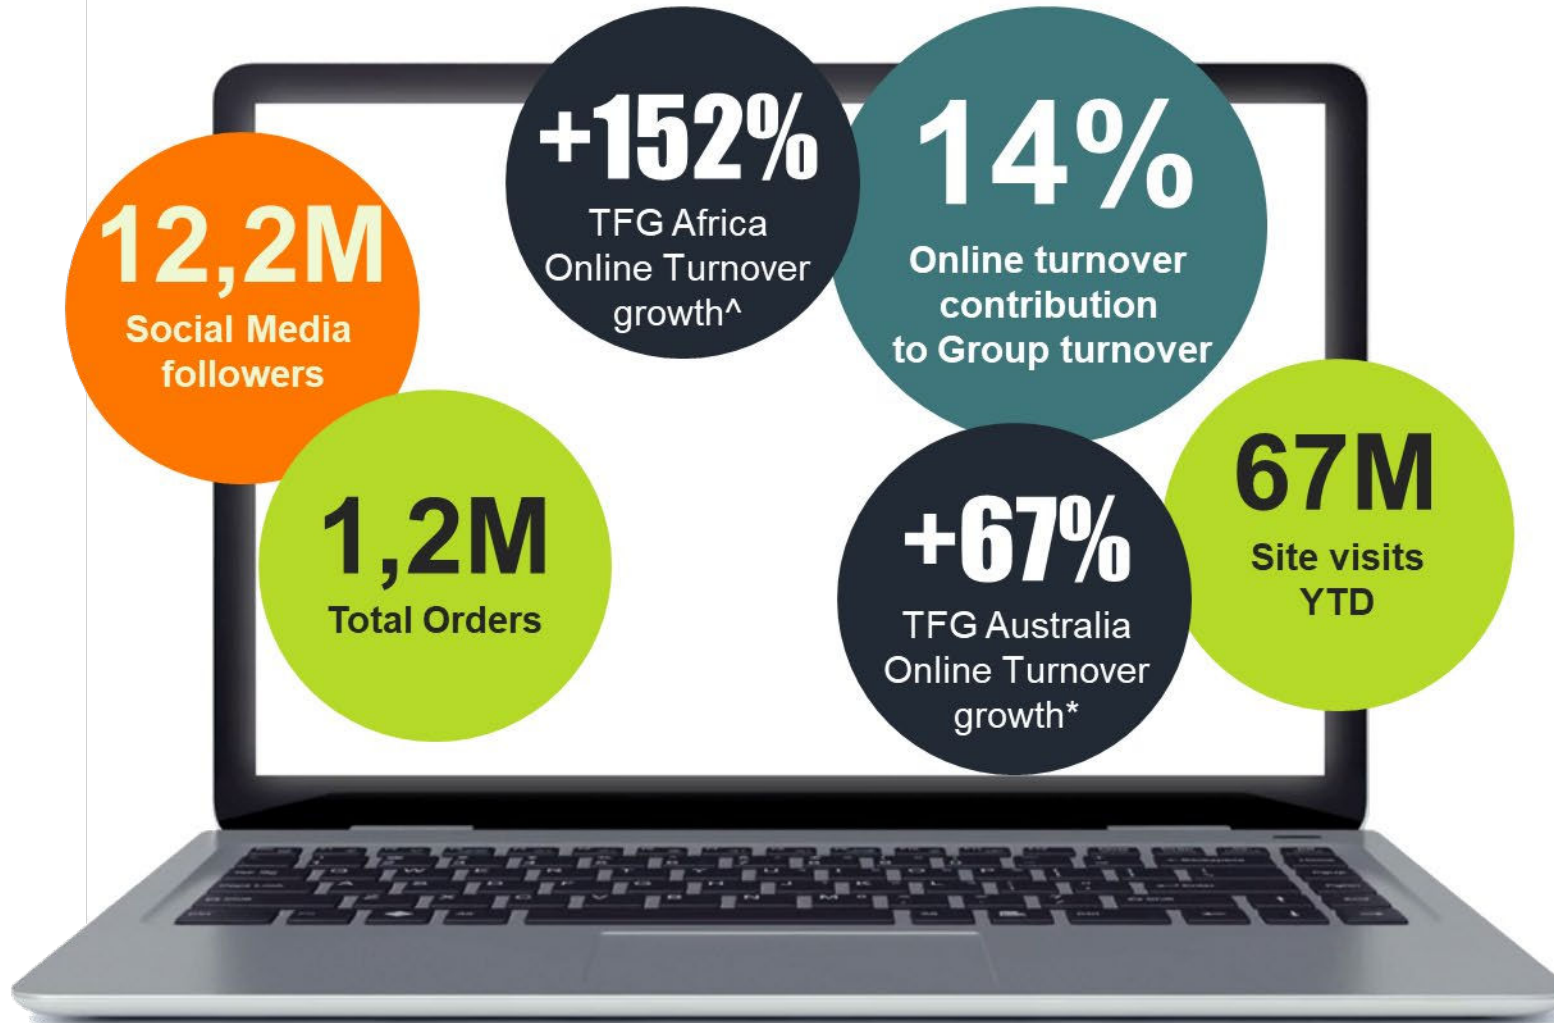 +152%
TFG Africa
Online Turnover
growth^
14%
Online turnover
contribution
to Group turnover
12,2M
Social Media
followers
1,2M
Total Orders
+67%
TFG Australia
Online Turnover
growth*
67M
Site visits
YTD